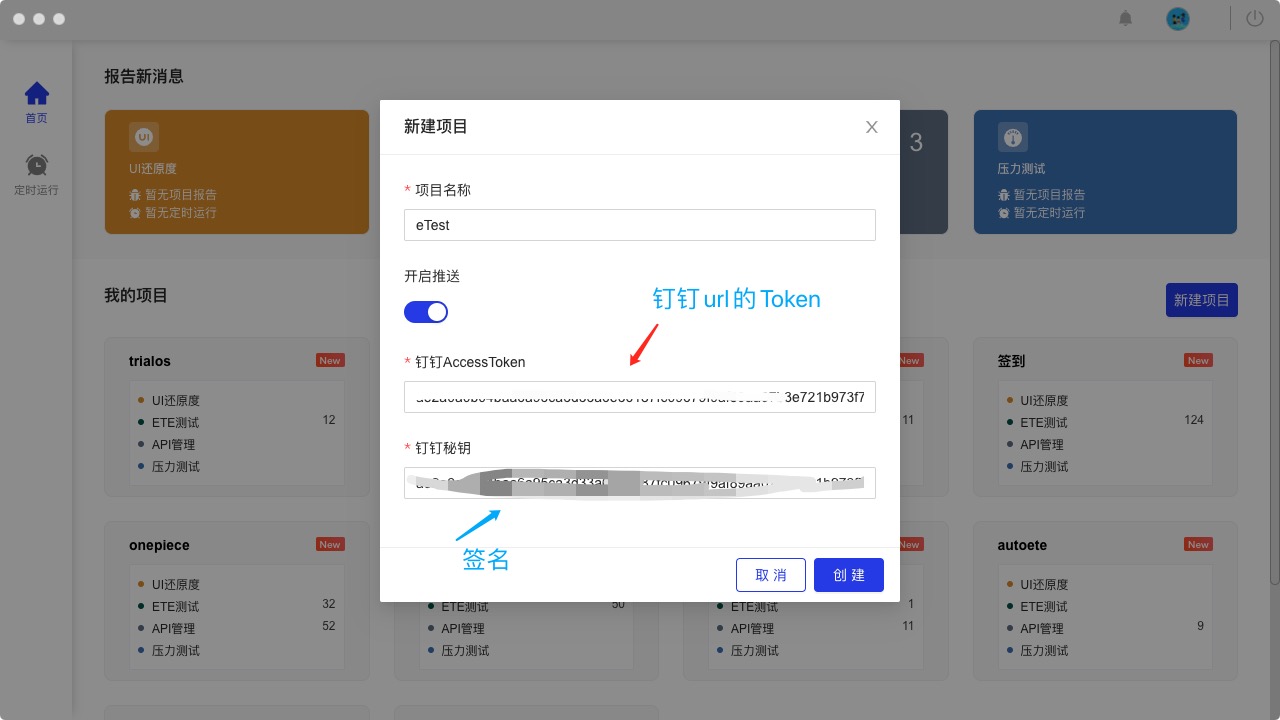 报告新消息
首页
定时运行
UI
UI还原度
暂无项目报告
暂无定时运行
3
压力测试
暂无项目报告
暂无定时运行
新建项目
* 项目名称
eTest
开启推送
钉钉url的Token
* 钉钉AccessToken
3e721b973f7
* 钉钉秘钥
签名
取 消
创 建
我的项目
新建项目
trialos
New
UI还原度
ETE测试 12
API管理
压力测试
New
11
签到
New
UI还原度
ETE测试 124
API管理
压力测试
onepiece
New
UI还原度
ETE测试 32
API管理 52
压力测试
ETE测试 50
API管理
压力测试
New
ETE测试 1
API管理 11
压力测试
autoete
New
UI还原度
ETE测试
API管理 9
压力测试